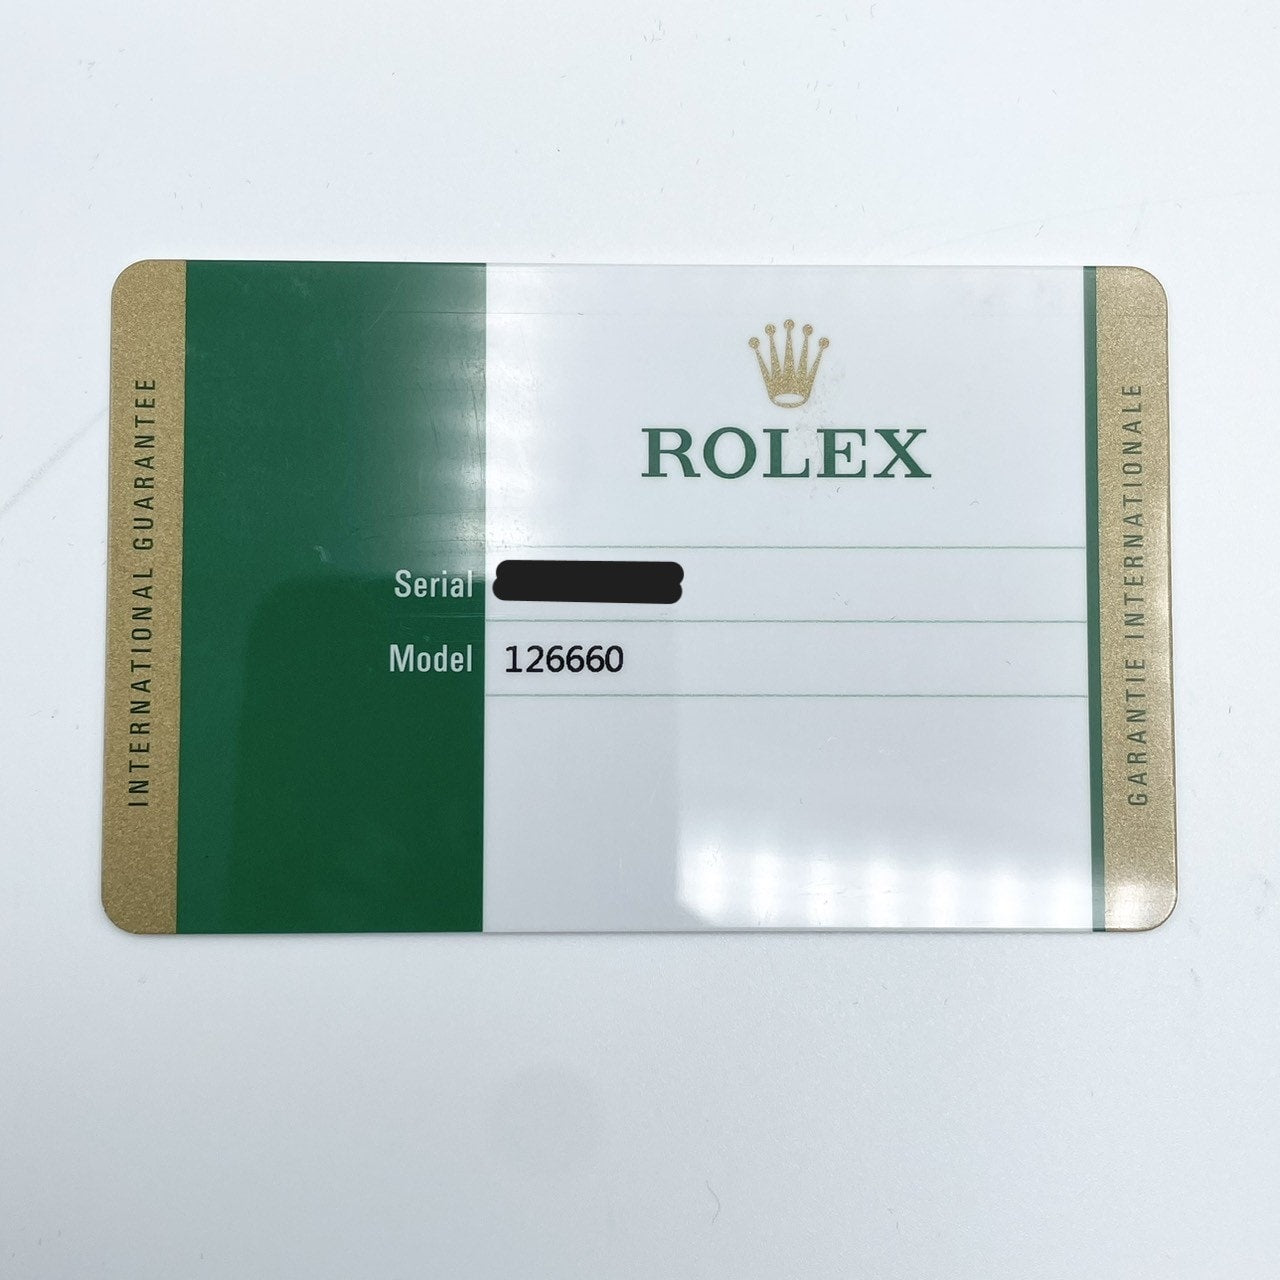 INTERNATIONAL GUARANTEE
ROLEX
Serial
Model 126660
GARANTIE INTERNATIONALE